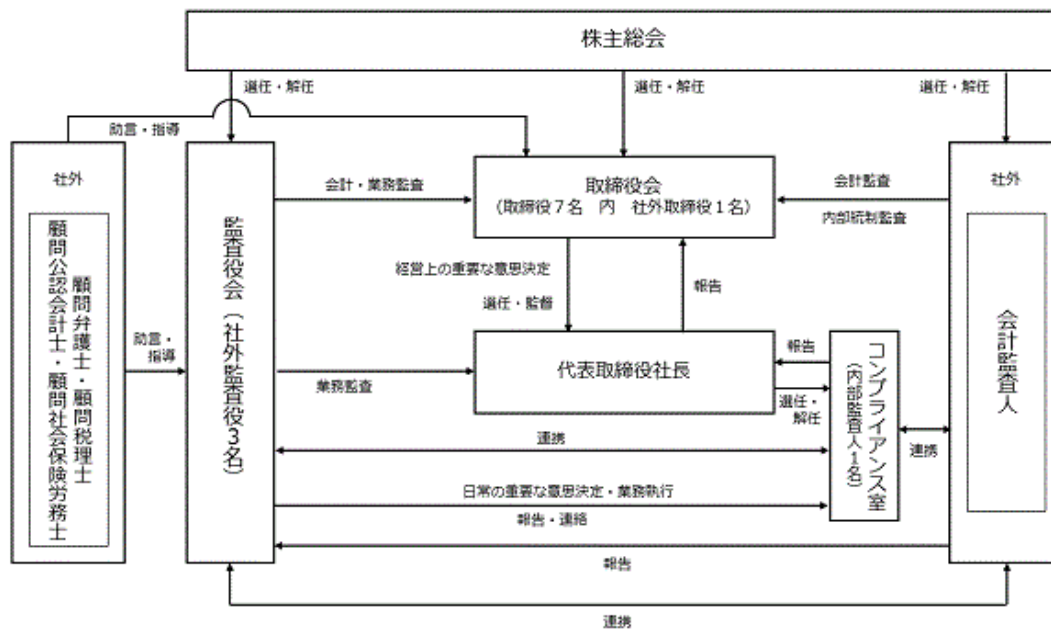 株主総会
選任・解任
選任・解任
選任・解任
助言・指導
社外
顧問弁護士・顧問税理士
顧問公認会計士・顧問社会保険労務士
助言・
指導
監査役会(社外監査役3名)
会計・業務監査
取締役会
(取締役7名 内 社外取締役1名)
会計監査
内部統制監査
社外
会計監査人
経営上の重要な意思決定
選任・監督
報告
業務監査
代表取締役社長
報告
選任・
解任
コンプライアンス室
(内部監査人1名)
連携
連携
日常の重要な意思決定・業務執行
報告・連絡
報告
連携